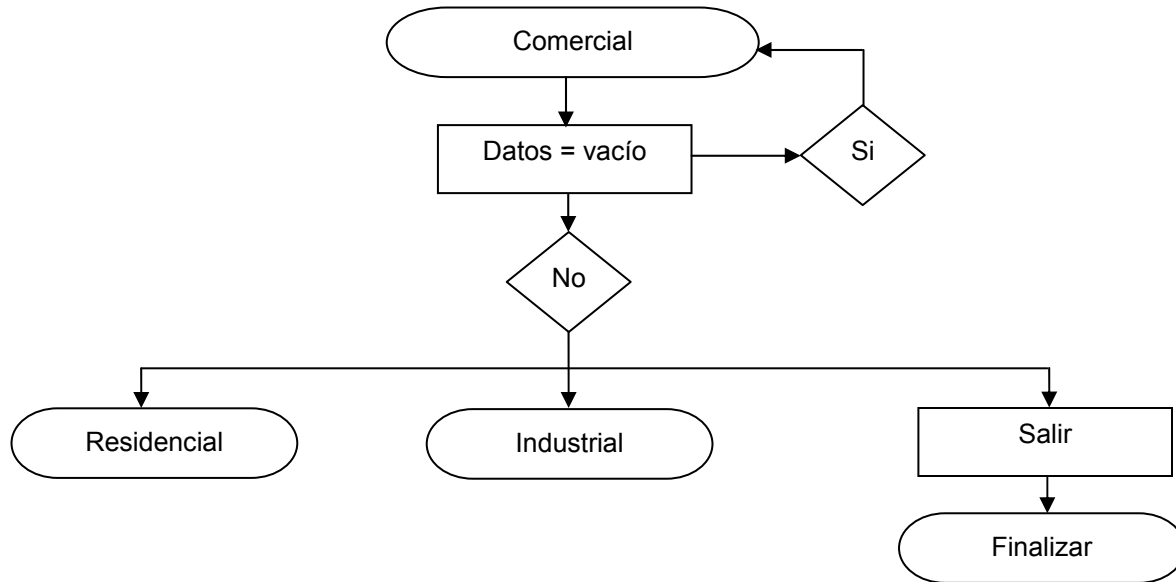 Comercial
Datos = vacío
Si
No
Residencial
Industrial
Salir
Finalizar